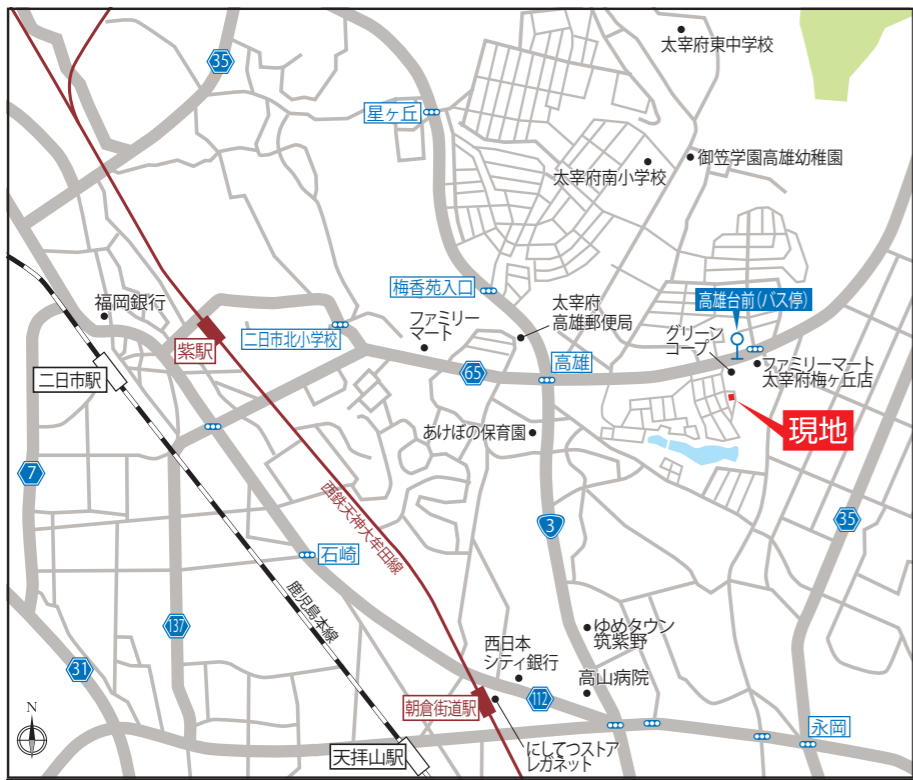 太宰府東中学校
35
星ヶ丘
御笠学園高雄幼稚園
太宰府南小学校
梅香苑入口
高雄台前(バス停)
福岡銀行
太宰府
高雄郵便局
ファミリー
マート
二日市北小学校
紫駅
グリーン
コープ
ファミリーマート
太宰府梅ヶ丘店
二日市駅
65
高雄
現地
あけぼの保育園
7
西鉄天神大牟田線
3
35
石崎
鹿児島本線
137
ゆめタウン
筑紫野
西日本
シティ銀行
31
高山病院
112
朝倉街道駅
N
永岡
天拝山駅
にしてつストア
レガネット